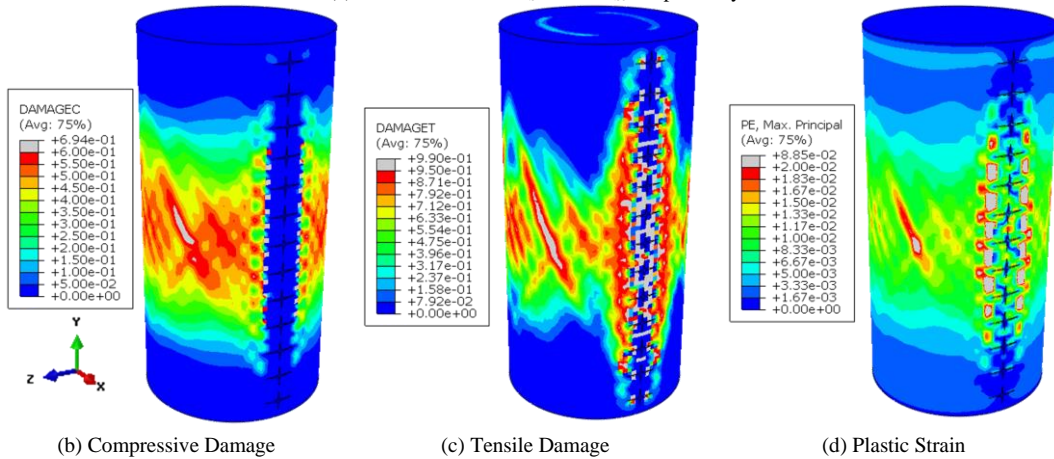 DAMAGEC
(Avg: 75%)
+6.94e-01
+6.00e-01
+5.50e-01
+5.00e-01
+4.50e-01
+4.00e-01
+3.50e-01
+3.00e-01
+2.50e-01
+2.00e-01
+1.50e-01
+1.00e-01
+5.00e-02
+0.00e+00
Y
Z
X
DAMAGET
(Avg: 75%)
+9.90e-01
+9.50e-01
+8.71e-01
+7.92e-01
+7.12e-01
+6.33e-01
+5.54e-01
+4.75e-01
+3.96e-01
+3.17e-01
+2.37e-01
+1.58e-01
+7.92e-02
+0.00e+00
PE, Max. Principal
(Avg: 75%)
+8.85e-02
+2.00e-02
+1.83e-02
+1.67e-02
+1.50e-02
+1.33e-02
+1.17e-02
+1.00e-02
+8.33e-03
+6.67e-03
+5.00e-03
+3.33e-03
+1.67e-03
+0.00e+00
(b) Compressive Damage
(c) Tensile Damage
(d) Plastic Strain